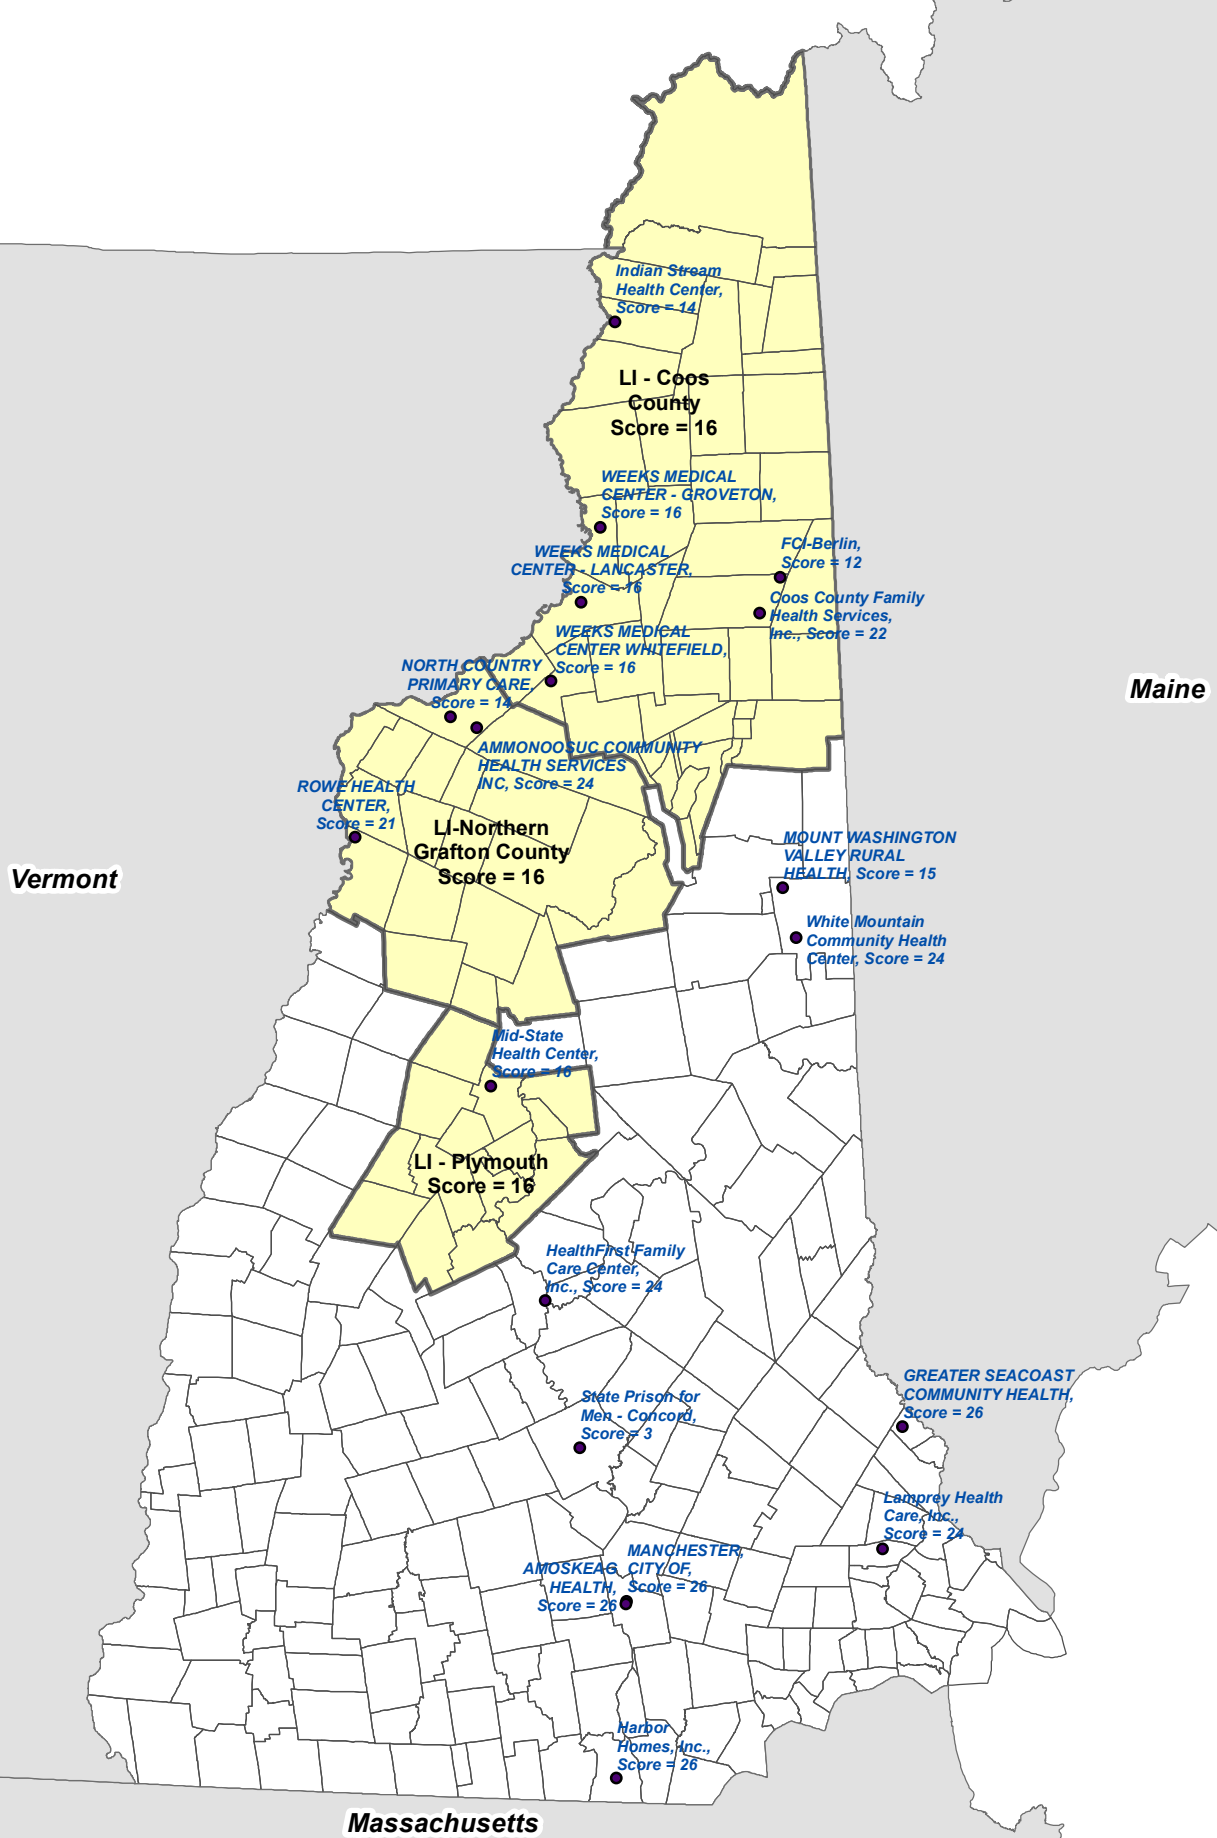 Indian Stream
Health Center,
Score = 14
LI - Coos
County
Score = 16
WEEKS MEDICAL
CENTER - GROVETON,
Score = 16
FCI-Berlin,
Score = 12
WEEKS MEDICAL
CENTER - LANCASTER,
Score = 16
Coos County Family
Health Services,
Inc., Score = 22
WEEKS MEDICAL
CENTER WHITEFIELD,
Score = 16
NORTH COUNTRY
PRIMARY CARE,
Score = 14
Maine
AMMONOOSUC COMMUNITY
HEALTH SERVICES
INC, Score = 24
ROWE HEALTH
CENTER,
Score = 21
LI-Northern
Grafton County
Score = 16
MOUNT WASHINGTON
VALLEY RURAL
HEALTH, Score = 15
Vermont
White Mountain
Community Health
Center, Score = 24
Mid-State
Health Center,
Score = 16
LI - Plymouth
Score = 16
HealthFirst Family
Care Center,
Inc., Score = 24
GREATER SEACOAST
COMMUNITY HEALTH,
Score = 26
State Prison for
Men - Concord,
Score = 3
Lamprey Health
Care, Inc.,
Score = 24
MANCHESTER,
CITY OF,
Score = 26
AMOSKEAG
HEALTH,
Score = 26
Harbor
Homes, Inc.,
Score = 26
Massachusetts